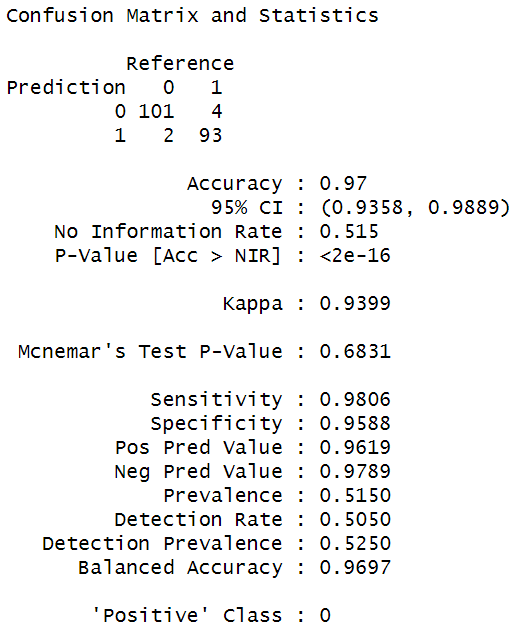 Confusion Matrix and Statistics
Reference
Prediction 0 1
0 101 4
1 2 93
Accuracy : 0.97
95% CI : (0.9358, 0.9889)
No Information Rate : 0.515
P-Value [Acc > NIR] : <2e-16
Kappa : 0.9399
Mcnemar's Test P-Value : 0.6831
Sensitivity : 0.9806
Specificity : 0.9588
Pos Pred Value : 0.9619
Neg Pred Value : 0.9789
Prevalence : 0.5150
Detection Rate : 0.5050
Detection Prevalence : 0.5250
Balanced Accuracy : 0.9697
'Positive' Class : 0